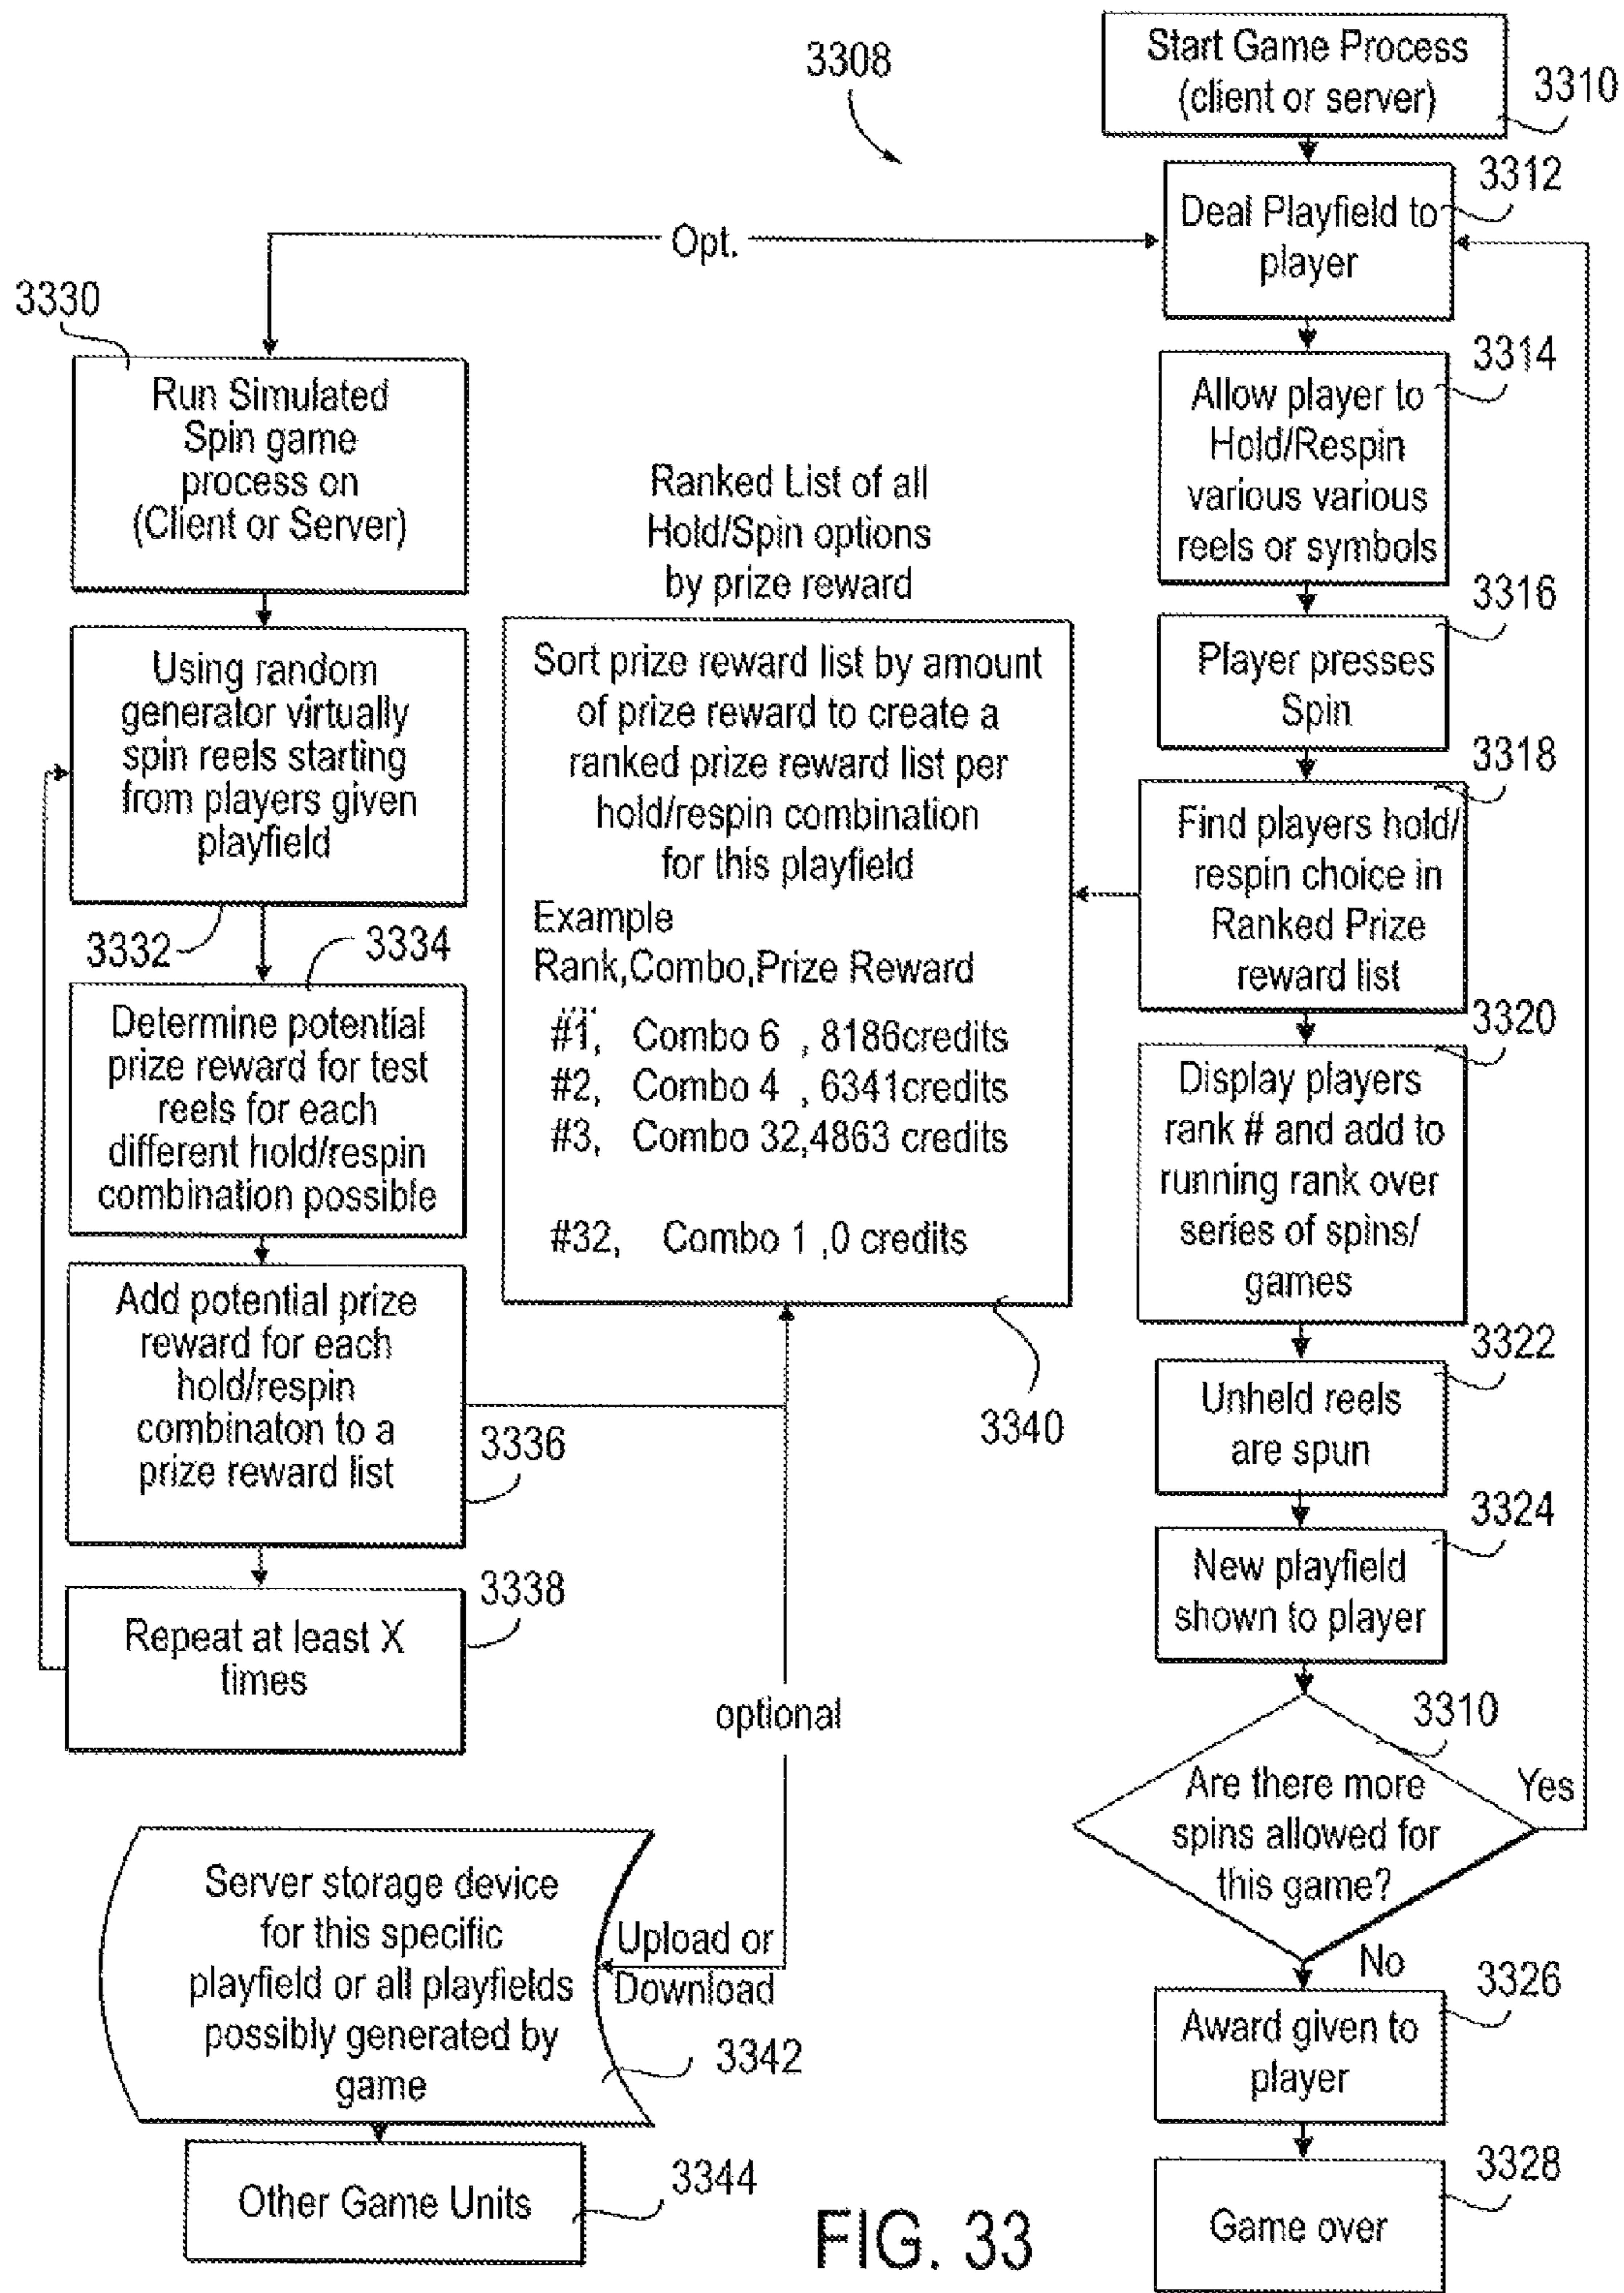 3308
Start Game Process
(client or server)
3310
3312
Deal Playfield to
player
Opt.
3314
Allow player to
Hold/Respin
various various
reels or symbols
3316
Player presses
Spin
3318
Find players hold/
respin choice in
Ranked Prize
reward list
3320
Display players
rank # and add to
running rank over
series of spins/
games
3322
Unheld reels
are spun
3324
New playfield
shown to player
3310
Are there more
spins allowed for
this game?
Yes
No
3326
Award given to
player
3328
Game over
3330
Run Simulated
Spin game
process on
(Client or Server)
Using random
generator virtually
spin reels starting
from players given
playfield
3332
3334
Determine potential
prize reward for test
reels for each
different hold/respin
combination possible
Add potential prize
reward for each
hold/respin
combinaton to a
prize reward list
3336
3338
Repeat at least X
times
Ranked List of all
Hold/Spin options
by prize reward
Sort prize reward list by amount
of prize reward to create a
ranked prize reward list per
hold/respin combination
for this playfield
Example
Rank,Combo,Prize Reward
#1, Combo 6 , 8186credits
#2, Combo 4 , 6341credits
#3, Combo 32,4863 credits
#32, Combo 1 ,0 credits
3340
optional
Upload or
Download
Server storage device
for this specific
playfield or all playfields
possibly generated by
game
3342
Other Game Units
3344
FIG. 33